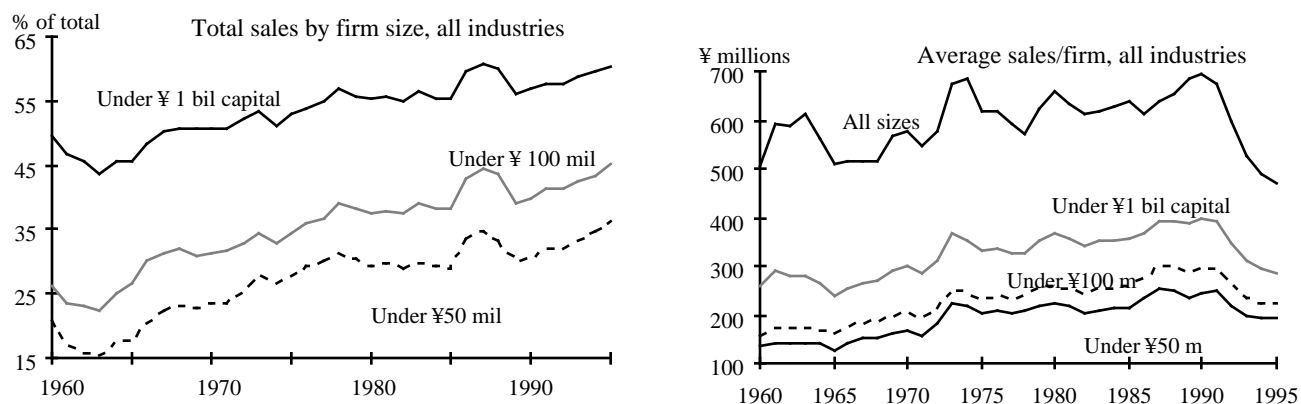 % of total
Total sales by firm size, all industries
65
55
45
35
25
15
Under ¥ 1 bil capital
Under ¥ 100 mil
Under ¥50 mil
1960 1970 1980 1990
¥ millions
Average sales/firm, all industries
700
600
500
400
300
200
100
All sizes
Under ¥1 bil capital
Under ¥100 m
Under ¥50 m
1960 1965 1970 1975 1980 1985 1990 1995